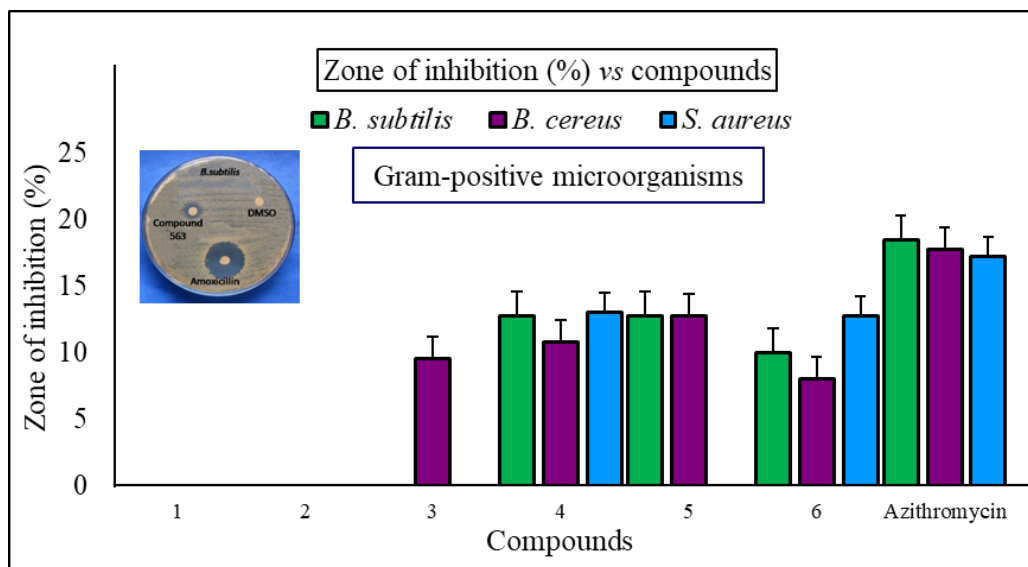 Zone of inhibition (%) vs compounds
B. subtilis B. cereus S. aureus
Gram-positive microorganisms
Zone of inhibition (%)
25
20
15
10
5
0
B.subtilis
DMSO
Compound
563
Amoxicillin
1 2 3 4 5 6 Azithromycin
Compounds